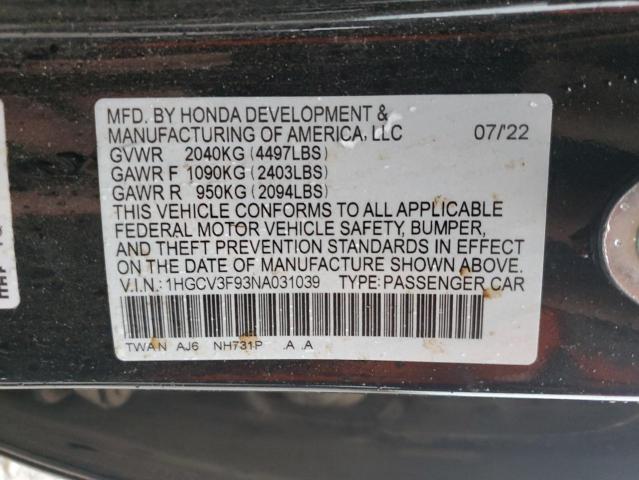 MFD. BY HONDA DEVELOPMENT &
MANUFACTURING OF AMERICA, LLC 07/'22
GVWR 2040KG (4497LBS)
GAWR F 1090KG (2403LBS)
GAWR R 950KG (2094LBS)
THIS VEHICLE CONFORMS TO ALL APPLICABLE
FEDERAL MOTOR VEHICLE SAFETY, BUMPER,
AND THEFT PREVENTION STANDARDS IN EFFECT
ON THE DATE OF MANUFACTURE SHOWN ABOVE.
V.I.N.: 1HGCV3F93NA031039 TYPE: PASSENGER CAR
TWAN AJ6 NH731P .A .A